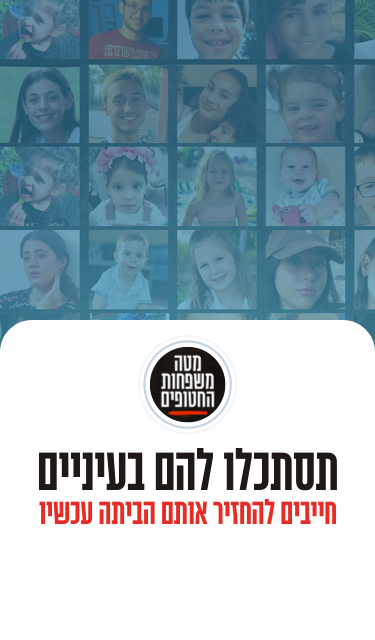 מטה
משפחות
החטופים
תסתכלו להם בעיניים
חייבים להחזיר אותם הביתה עכשיו